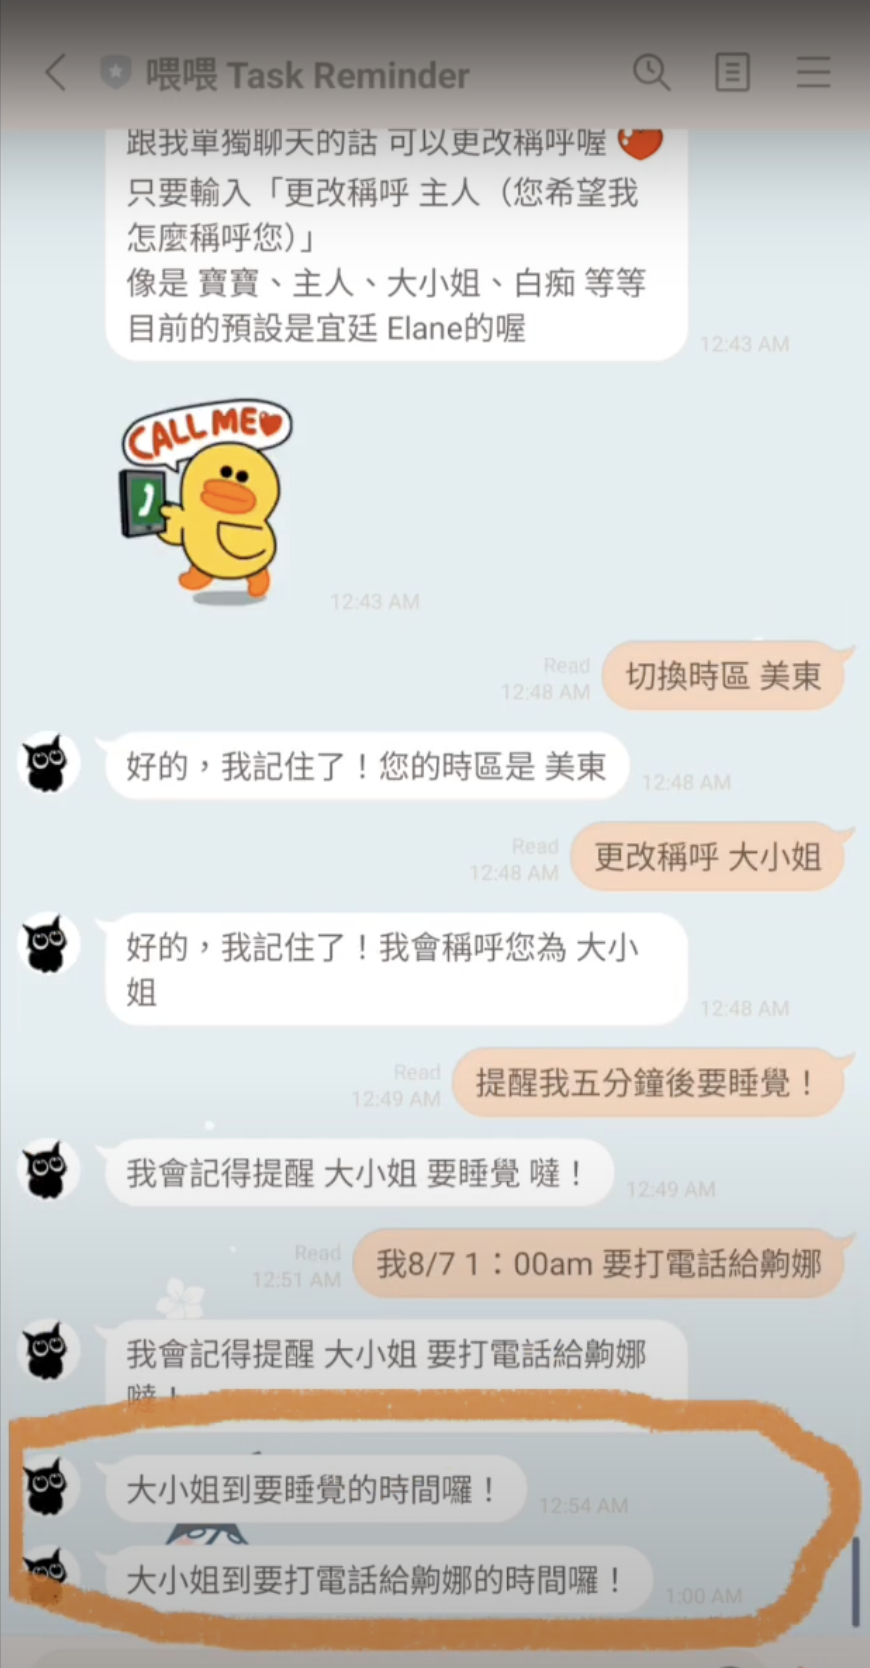 喂喂 Task Reminder
跟我單獨聊天的話 可以更改稱呼喔
只要輸入「更改稱呼 主人（您希望我
怎麼稱呼您）」
像是 寶寶、主人、大小姐、白痴 等等
目前的預設是宜廷 Elane的喔
12:43 AM
CALL ME
12:43 AM
切換時區 美東
Read
12:48 AM
好的，我記住了！您的時區是 美東
12:48 AM
更改稱呼 大小姐
Read
12:48 AM
好的，我記住了！我會稱呼您為 大小
姐
12:48 AM
提醒我五分鐘後要睡覺！
Read
12:49 AM
我會記得提醒 大小姐 要睡覺 噠！
12:49 AM
我8/7 1：00am 要打電話給齁娜
Read
12:51 AM
我會記得提醒 大小姐 要打電話給齁娜
噠！
大小姐到要睡覺的時間囉！
12:54 AM
大小姐到要打電話給齁娜的時間囉！
1:00 AM